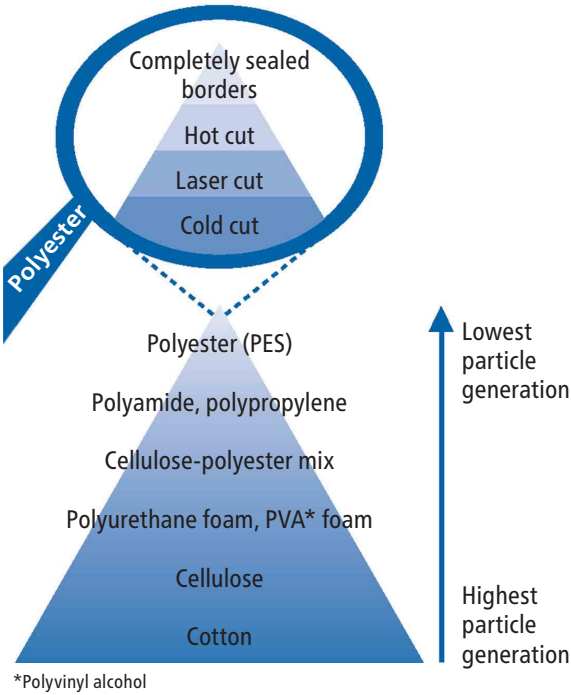 Completely sealed
borders
Hot cut
Laser cut
Cold cut
Polyester
Polyester (PES)
Polyamide, polypropylene
Cellulose-polyester mix
Polyurethane foam, PVA* foam
Cellulose
Cotton
Lowest
particle
generation
Highest
particle
generation
*Polyvinyl alcohol